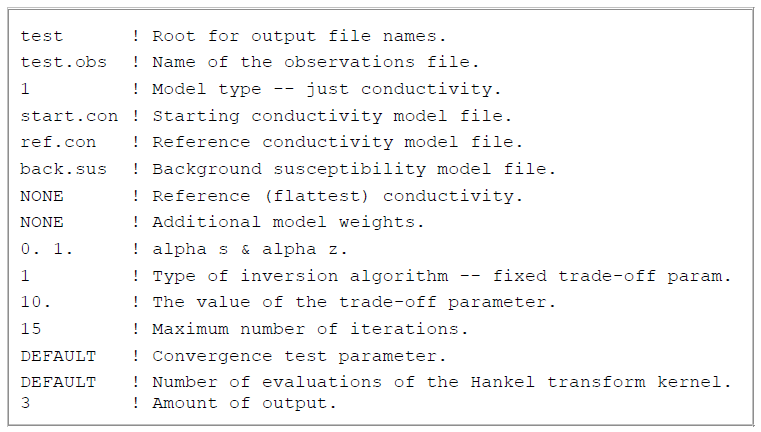 test ! Root for output file names.
test.obs ! Name of the observations file.
1 ! Model type -- just conductivity.
start.con ! Starting conductivity model file.
ref.con ! Reference conductivity model file.
back.sus ! Background susceptibility model file.
NONE ! Reference (flattest) conductivity.
NONE ! Additional model weights.
0. 1. ! alpha s & alpha z.
1 ! Type of inversion algorithm -- fixed trade-off param.
10. ! The value of the trade-off parameter.
15 ! Maximum number of iterations.
DEFAULT ! Convergence test parameter.
DEFAULT ! Number of evaluations of the Hankel transform kernel.
3 ! Amount of output.